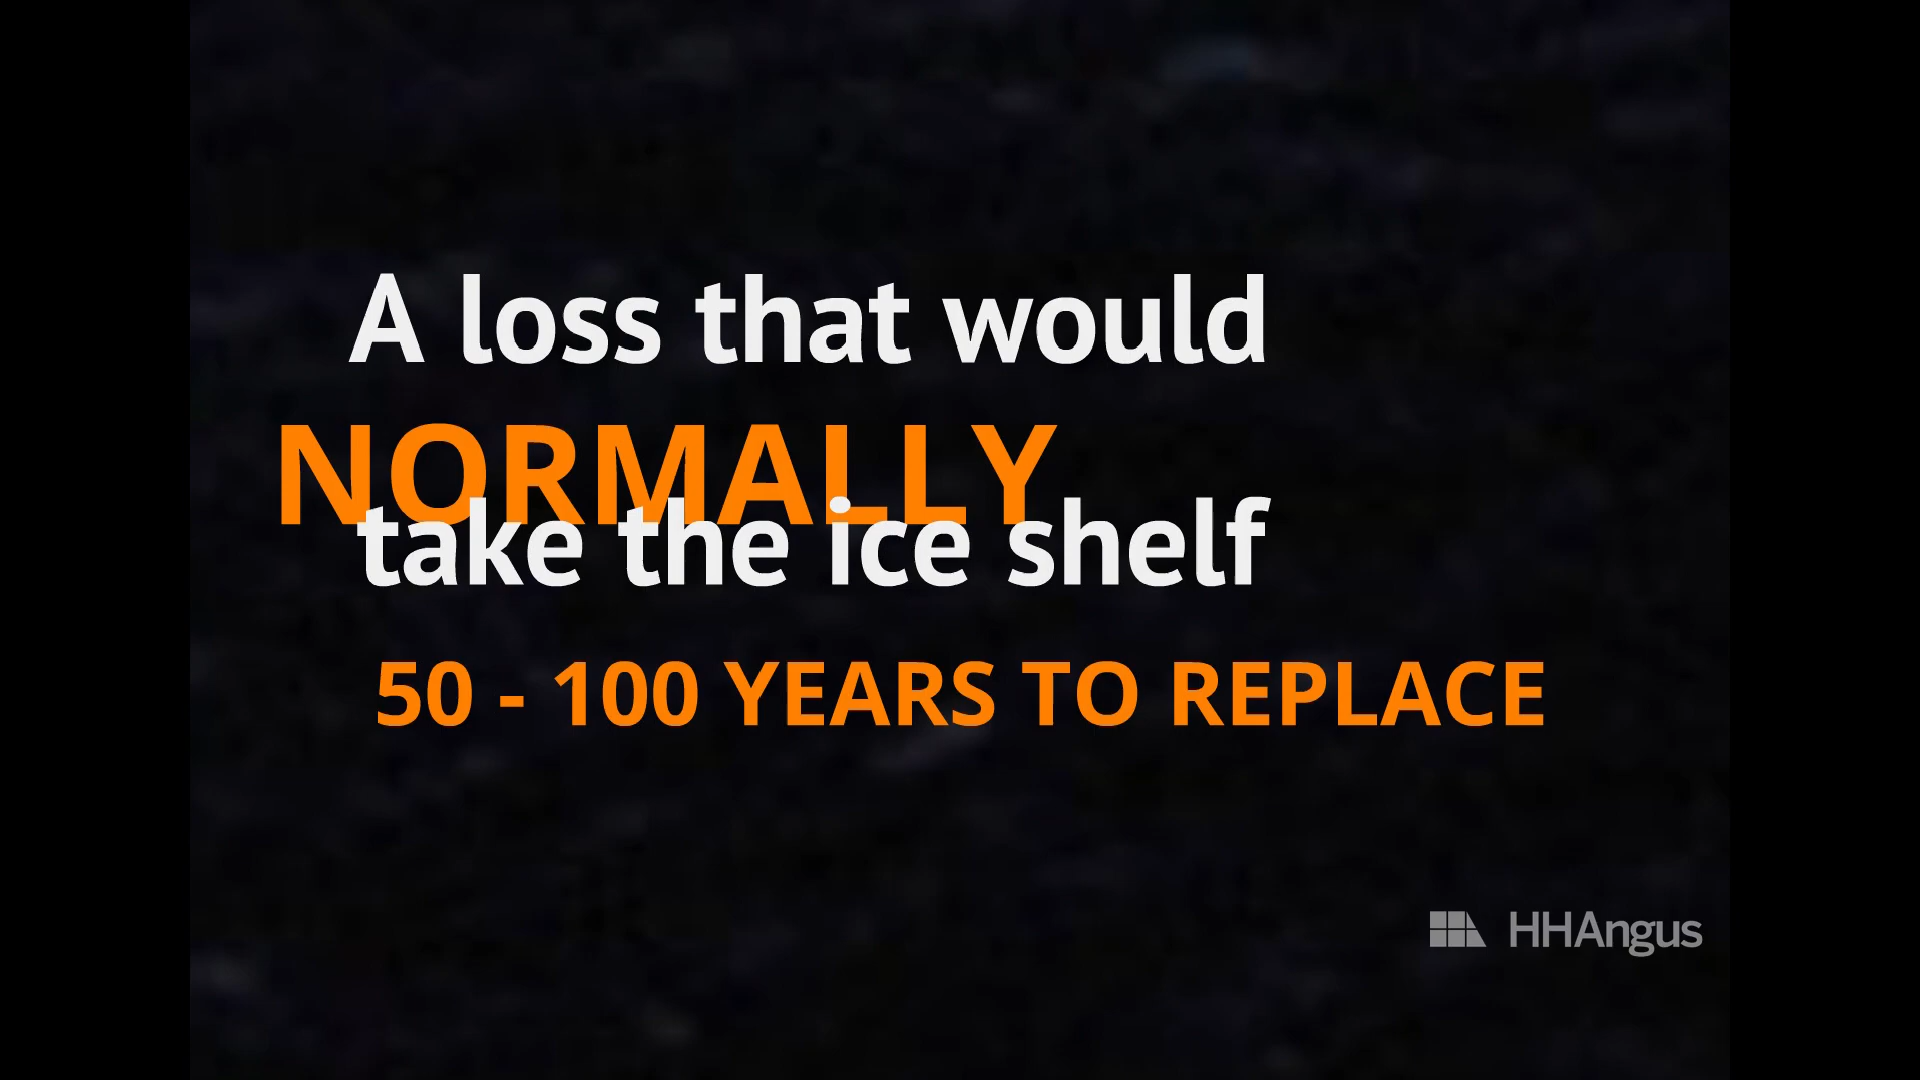 A loss that would
NORMALLY
take the ice shelf
50 - 100 YEARS TO REPLACE
HHAngus